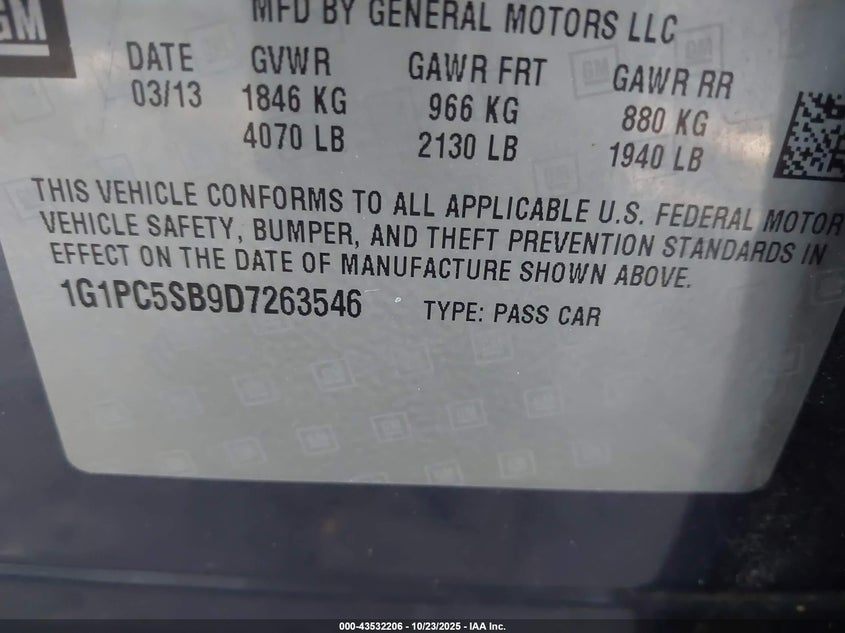 GM
MFD BY GENERAL MOTORS LLC
DATE GVWR GAWR FRT GAWR RR
03/13 1846 KG 966 KG 880 KG
4070 LB 2130 LB 1940 LB
THIS VEHICLE CONFORMS TO ALL APPLICABLE U.S. FEDERAL MOTOR
VEHICLE SAFETY, BUMPER, AND THEFT PREVENTION STANDARDS IN
EFFECT ON THE DATE OF MANUFACTURE SHOWN ABOVE.
1G1PC5SB9D7263546 TYPE: PASS CAR
000-43532206 - 10/23/2025 - IAA Inc.